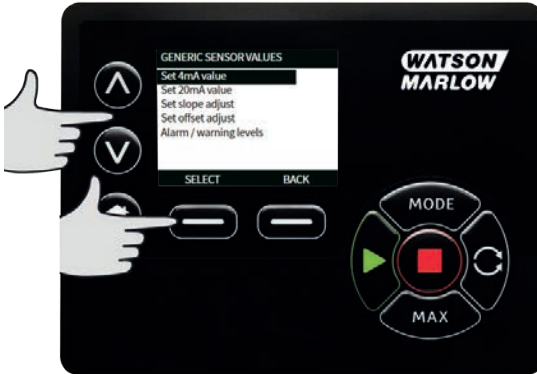 GENERIC SENSOR VALUES
Set 4mA value
Set 20mA value
Set slope adjust
Set offset adjust
Alarm / warning levels
SELECT BACK
WATSON
MARLOW
MODE
MAX